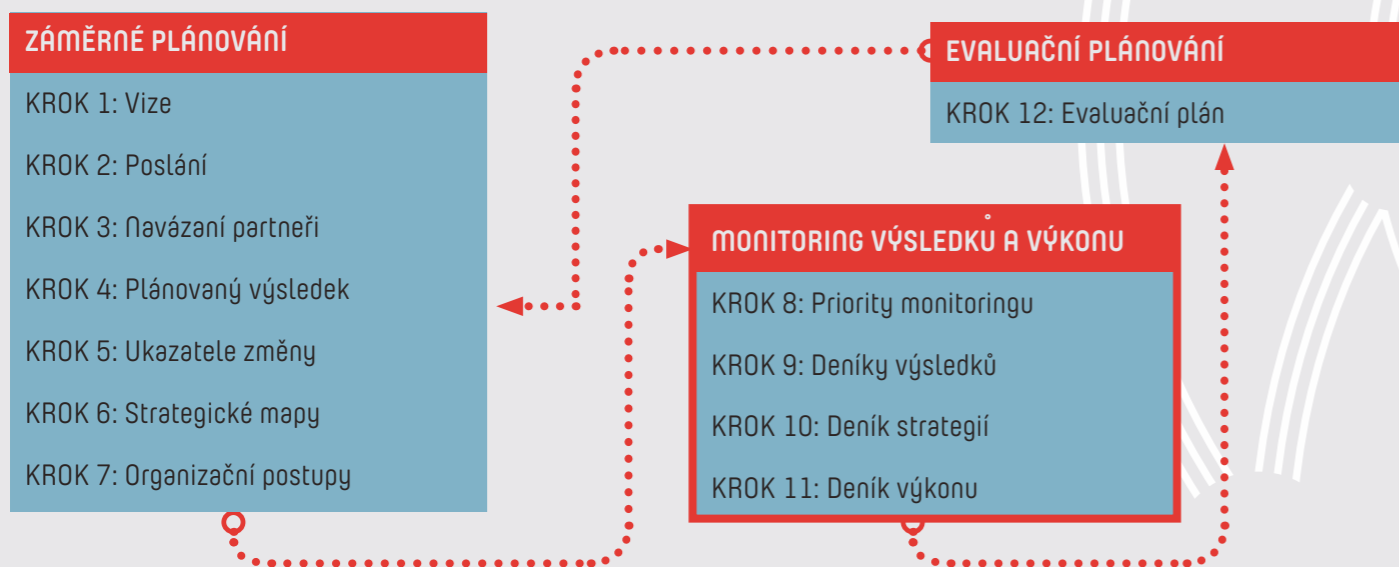 ZÁMĚRNÉ PLÁNOVÁNÍ
KROK 1: Vize
KROK 2: Poslání
KROK 3: Navázaní partneři
KROK 4: Plánovaný výsledek
KROK 5: Ukazatele změny
KROK 6: Strategické mapy
KROK 7: Organizační postupy
EVALUAČNÍ PLÁNOVÁNÍ
KROK 12: Evaluační plán
MONITORING VÝSLEDKŮ A VÝKONU
KROK 8: Priority monitoringu
KROK 9: Deníky výsledků
KROK 10: Deník strategií
KROK 11: Deník výkonu